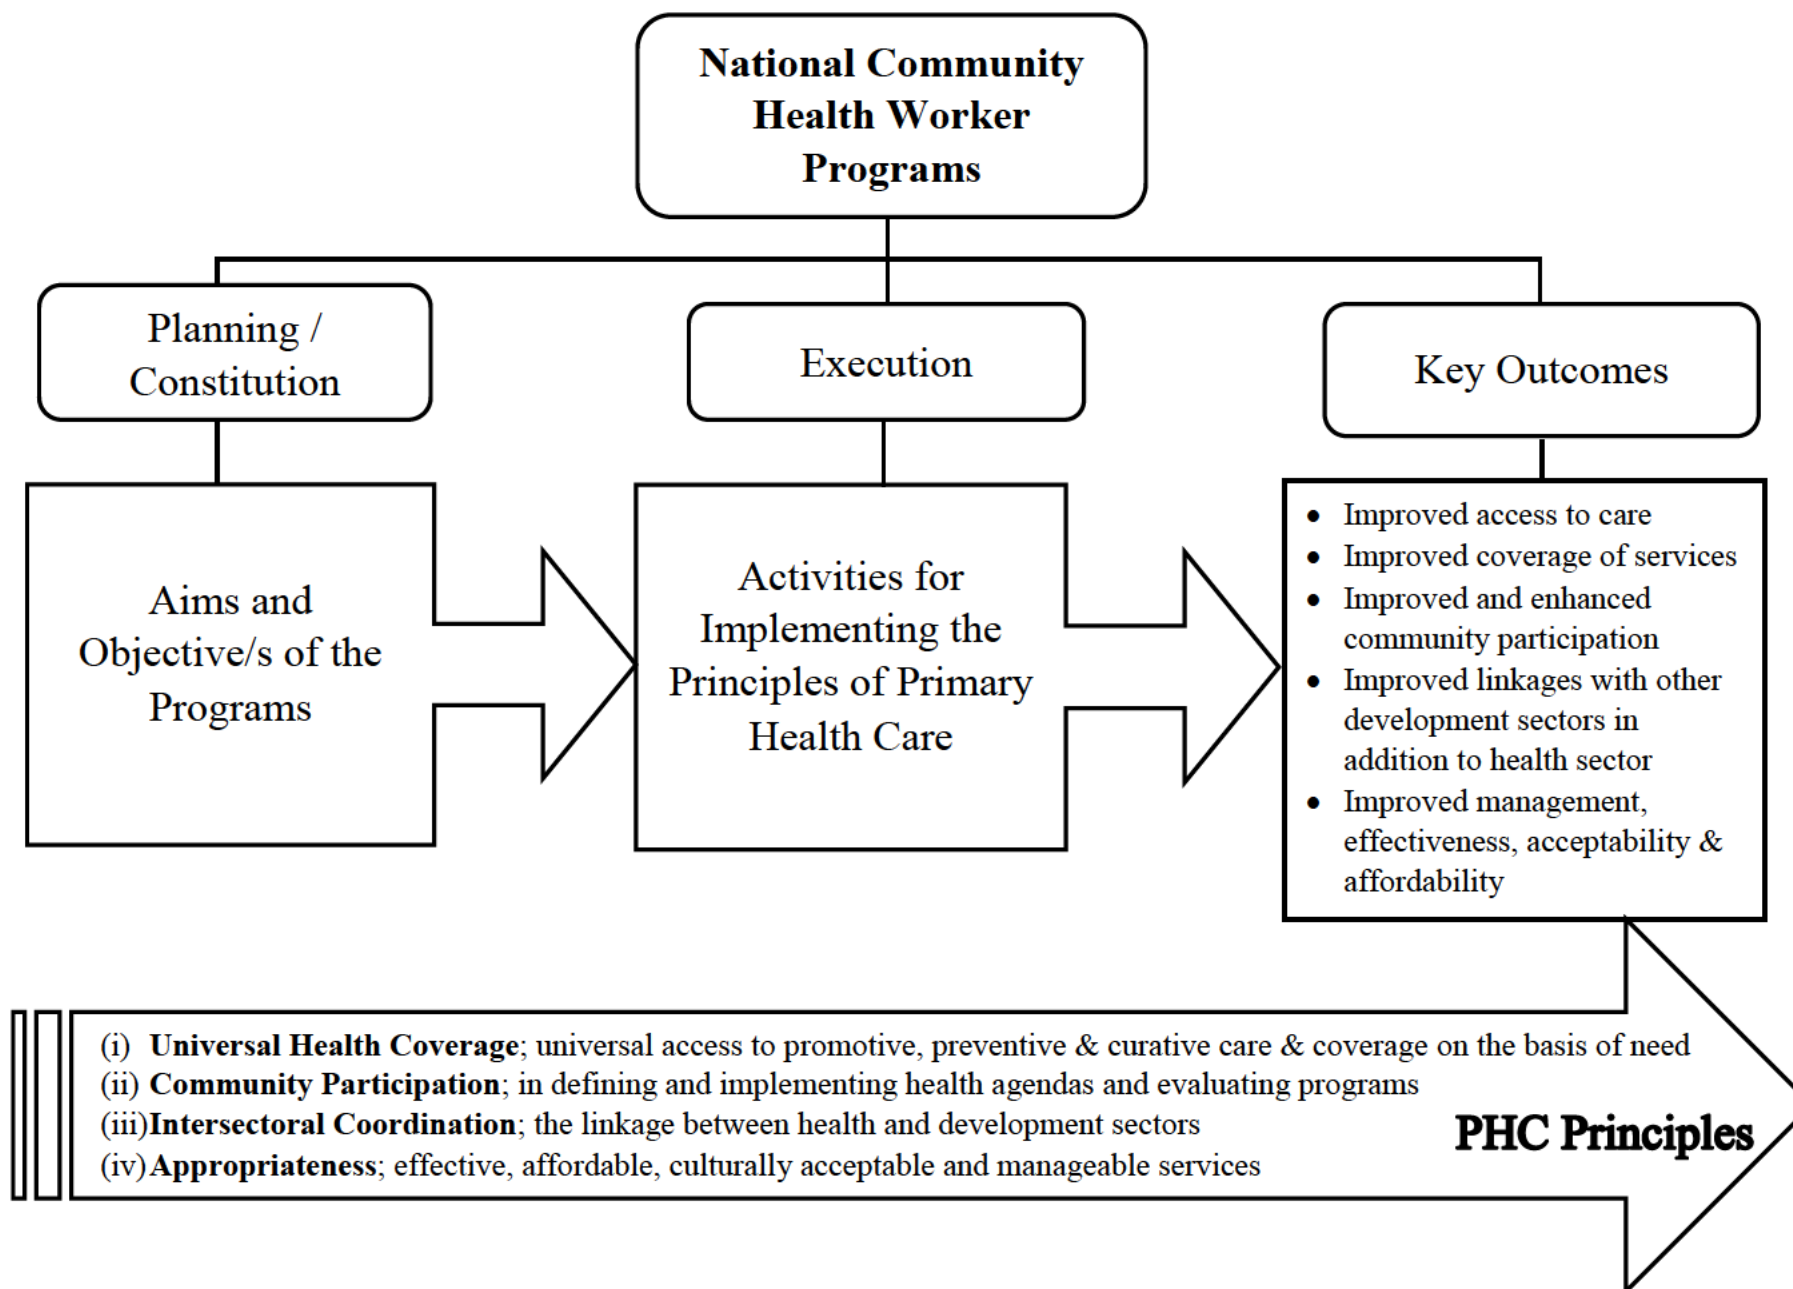 National Community
Health Worker
Programs
Planning /
Constitution
Execution
Key Outcomes
Aims and
Objective/s of the
Programs
Activities for
Implementing the
Principles of Primary
Health Care
• Improved access to care
• Improved coverage of services
• Improved and enhanced
community participation
• Improved linkages with other
development sectors in
addition to health sector
• Improved management,
effectiveness, acceptability &
affordability
(i) Universal Health Coverage; universal access to promotive, preventive & curative care & coverage on the basis of need
(ii) Community Participation; in defining and implementing health agendas and evaluating programs
(iii) Intersectoral Coordination; the linkage between health and development sectors
(iv) Appropriateness; effective, affordable, culturally acceptable and manageable services
PHC Principles